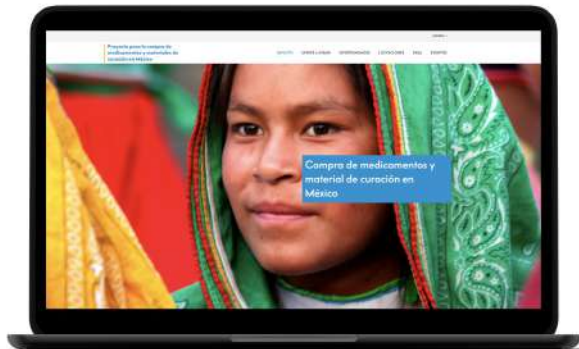 Proyecto para la compra de
medicamentos y materiales de
curación en México
Compra de medicamentos y
material de curación en
México